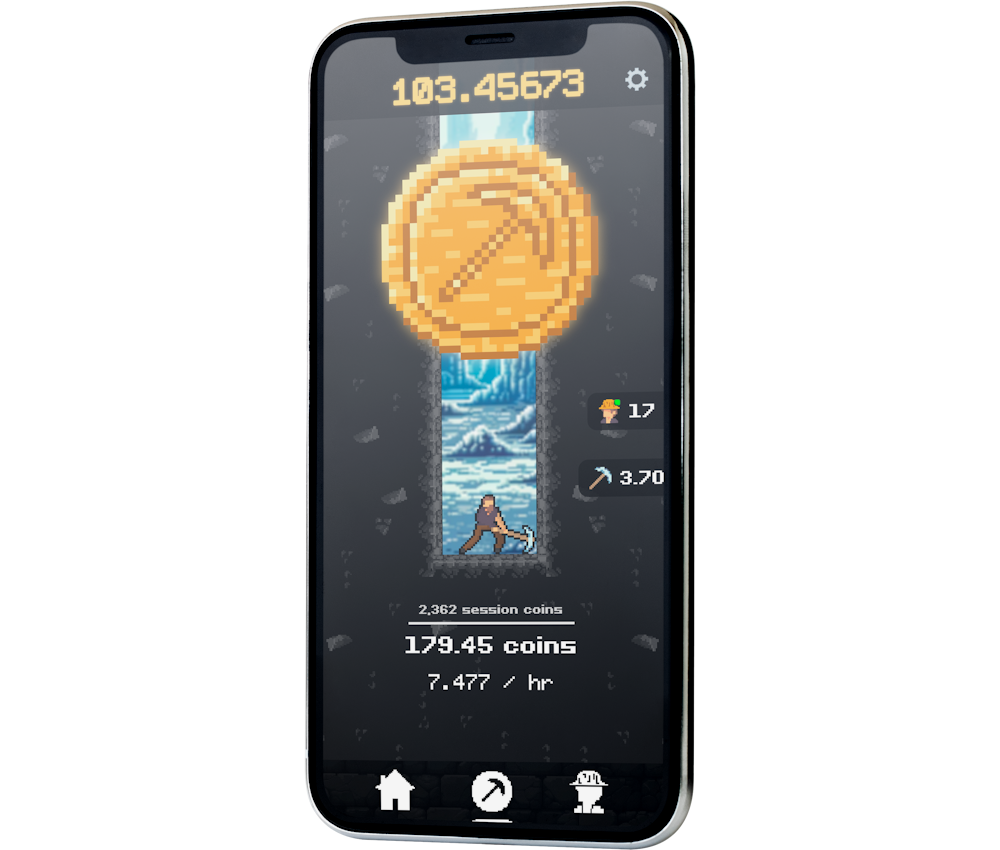 103.45673
17
3.70
2,362 session coins
179.45 coins
7.477 / hr